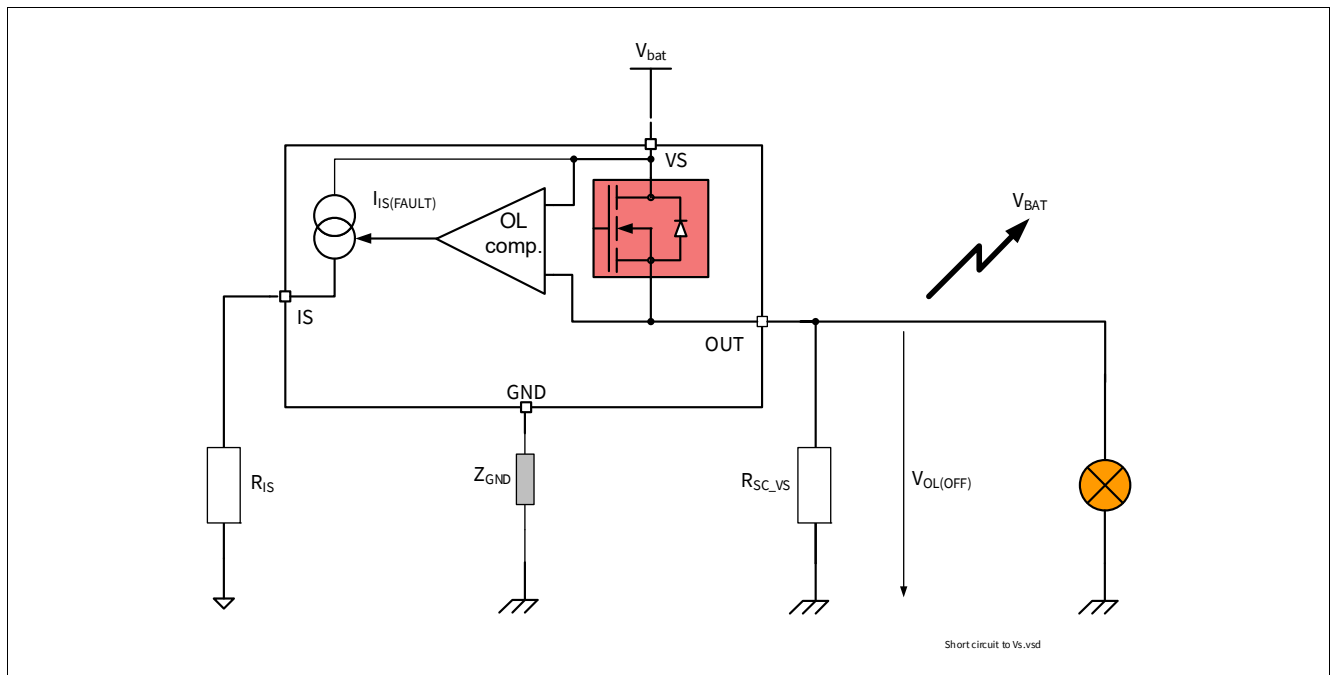 Vbat
VS
IIS(FAULT)
OL
comp.
VBAT
IS
OUT
GND
RIS
ZGND
RSC_VS
VOL(OFF)
Short circuit to Vs.vsd